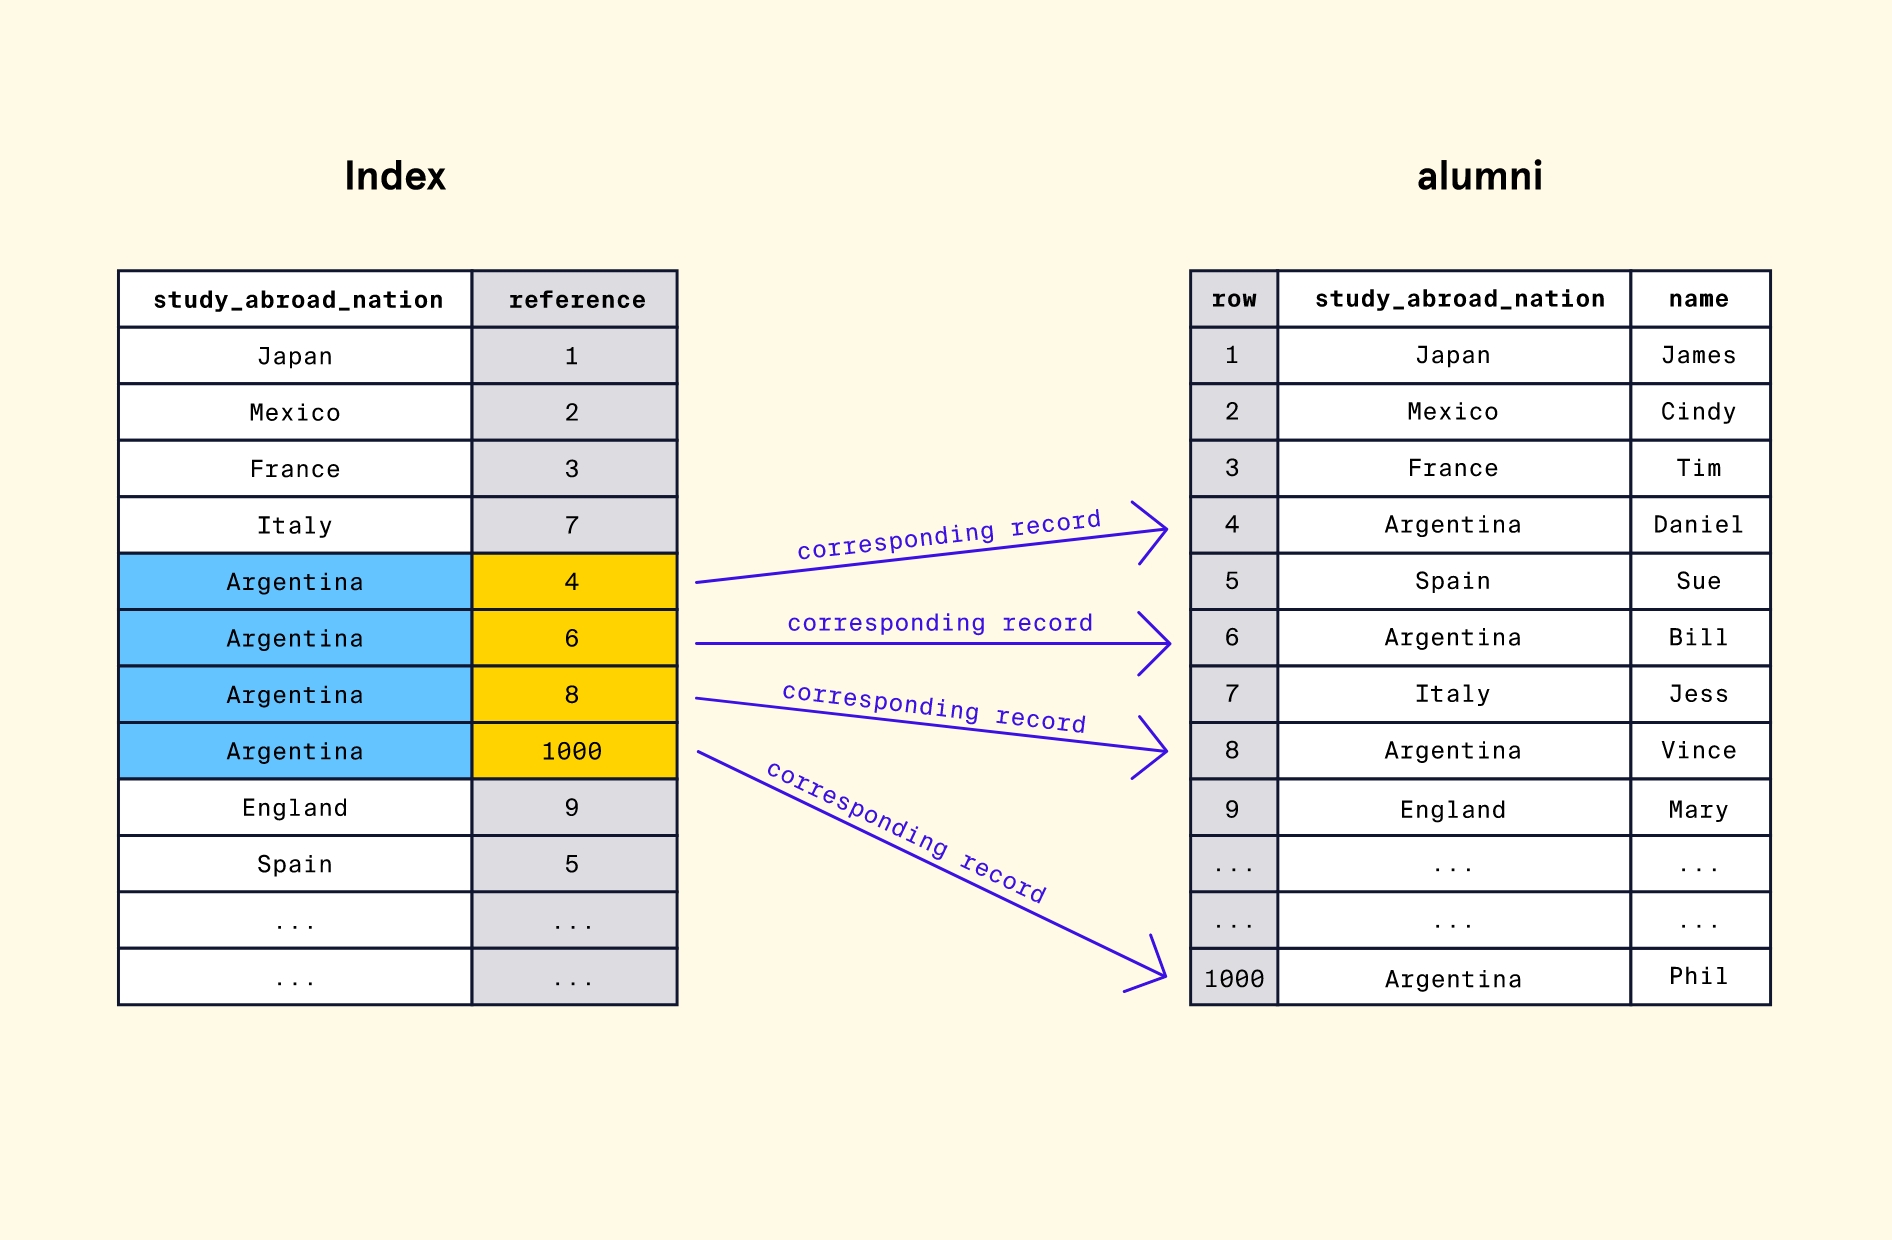 Index
study_abroad_nation reference
Japan 1
Mexico 2
France 3
Italy 7
Argentina 4
Argentina 6
Argentina 8
Argentina 1000
England 9
Spain 5
... ...
... ...
corresponding record
corresponding record
corresponding record
corresponding record
alumni
row study_abroad_nation name
1 Japan James
2 Mexico Cindy
3 France Tim
4 Argentina Daniel
5 Spain Sue
6 Argentina Bill
7 Italy Jess
8 Argentina Vince
9 England Mary
... ... ...
... ... ...
1000 Argentina Phil